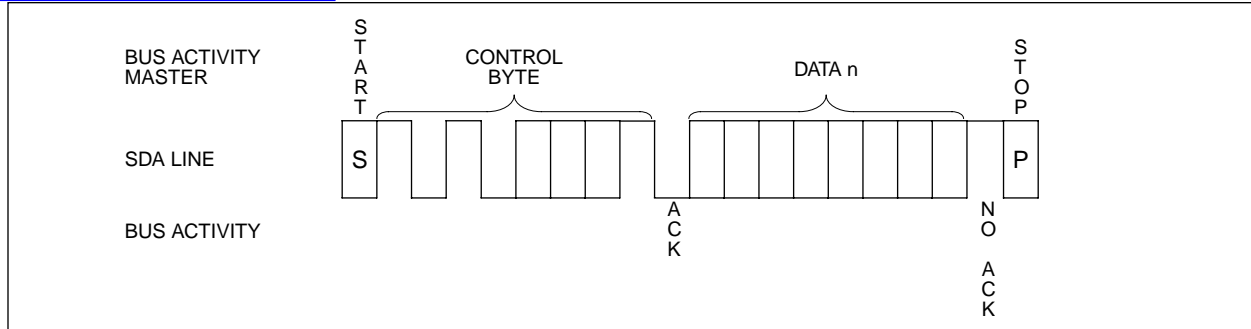 BUS ACTIVITY
MASTER
START
CONTROL
BYTE
DATA n
STOP
SDA LINE
S
P
BUS ACTIVITY
ACK
NO ACK